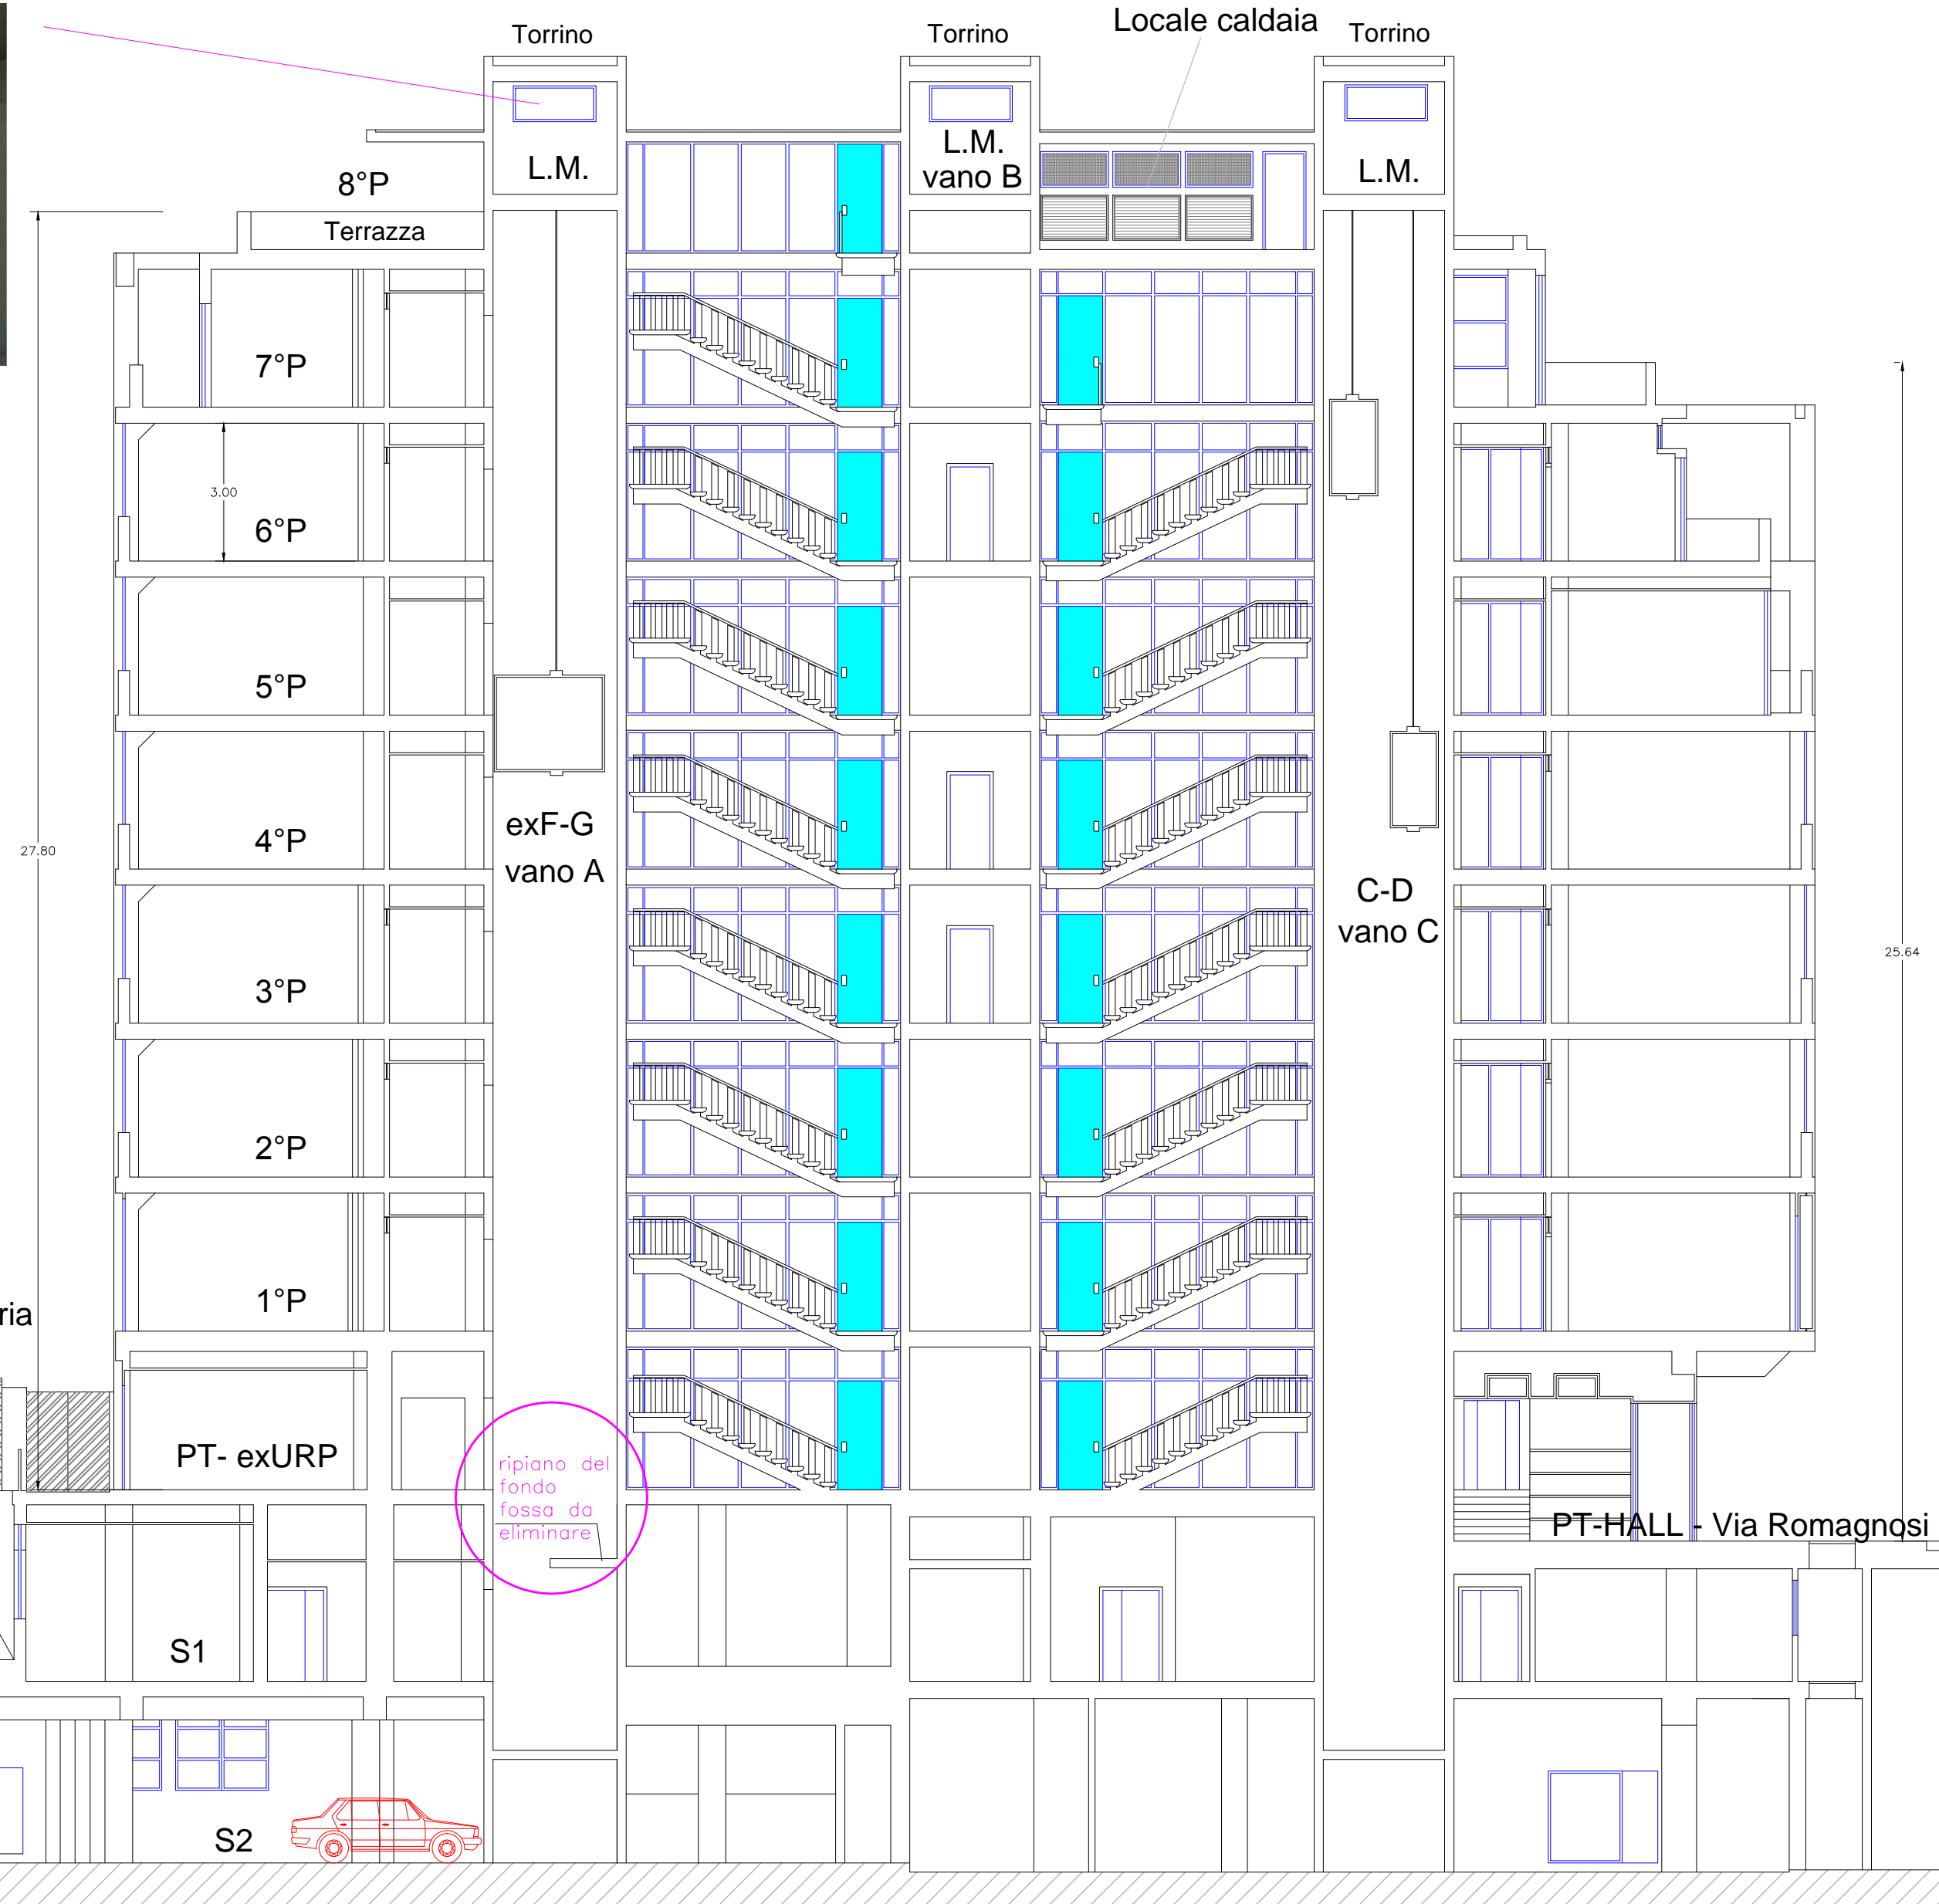 Torrino
Torrino
Locale caldaia
Torrino
L.M.
L.M.
vano B
L.M.
8°P
Terrazza
7°P
3.00
6°P
5°P
exF-G
vano A
4°P
27.80
C-D
vano C
25.64
3°P
2°P
1°P
ria
PT- exURP
ripiano del
fondo
fossa da
eliminare
PT-HALL - Via Romagnosi
S1
S2